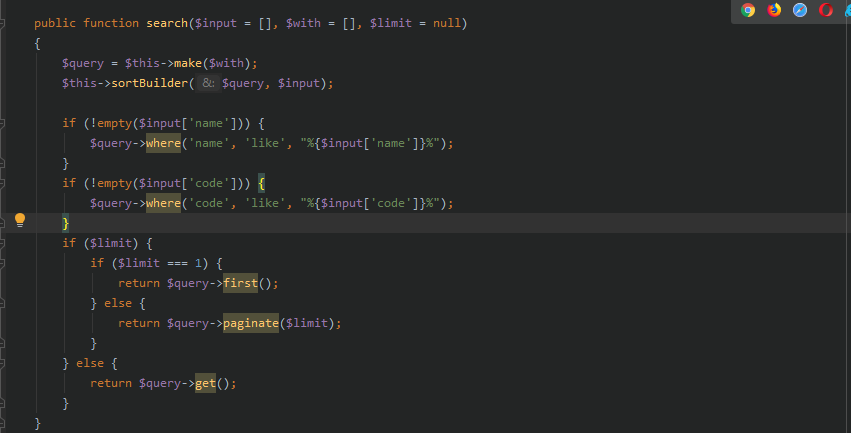 public function search($input = [], $with = [], $limit = null)
{
    $query = $this->make($with);
    $this->sortBuilder( &: $query, $input);

    if (!empty($input['name'])) {
        $query->where('name', 'like', "%{$input['name']}%");
    }
    if (!empty($input['code'])) {
        $query->where('code', 'like', "%{$input['code']}%");
    }
    if ($limit) {
        if ($limit === 1) {
            return $query->first();
        } else {
            return $query->paginate($limit);
        }
    } else {
        return $query->get();
    }
}